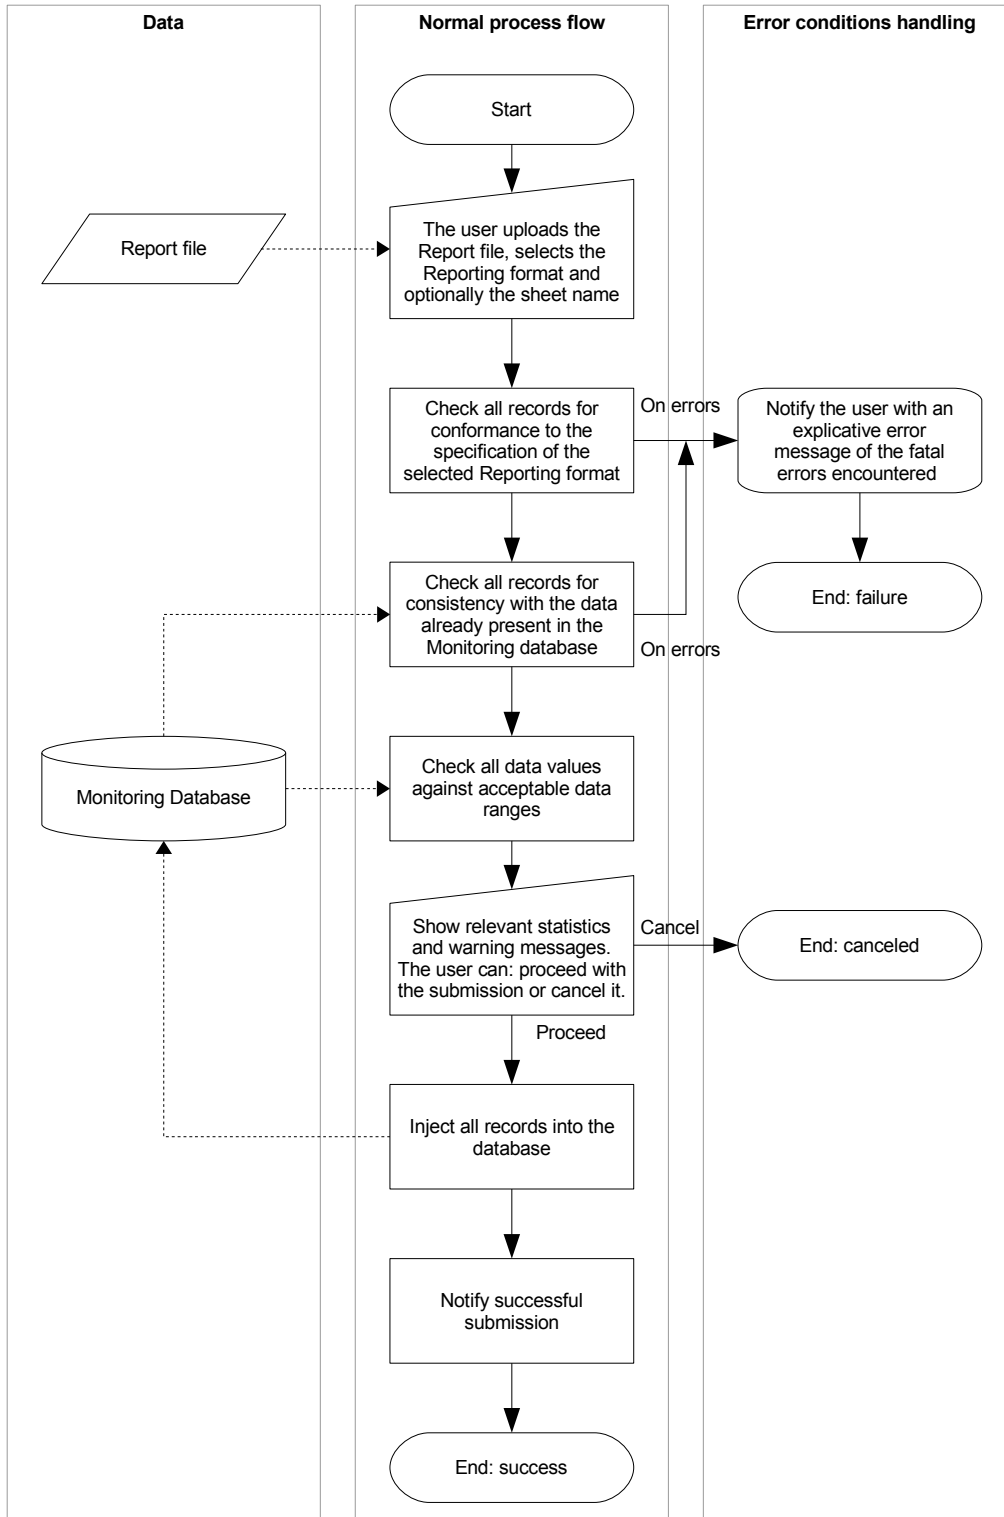 Data
Normal process flow
Error conditions handling
Start
Report file
The user uploads the
Report file, selects the
Reporting format and
optionally the sheet name
Check all records for
conformance to the
specification of the
selected Reporting format
On errors
Notify the user with an
explicative error
message of the fatal
errors encountered
Check all records for
consistency with the data
already present in the
Monitoring database
On errors
End: failure
Monitoring Database
Check all data values
against acceptable data
ranges
Show relevant statistics
and warning messages.
The user can: proceed with
the submission or cancel it.
Cancel
End: canceled
Proceed
Inject all records into the
database
Notify successful
submission
End: success